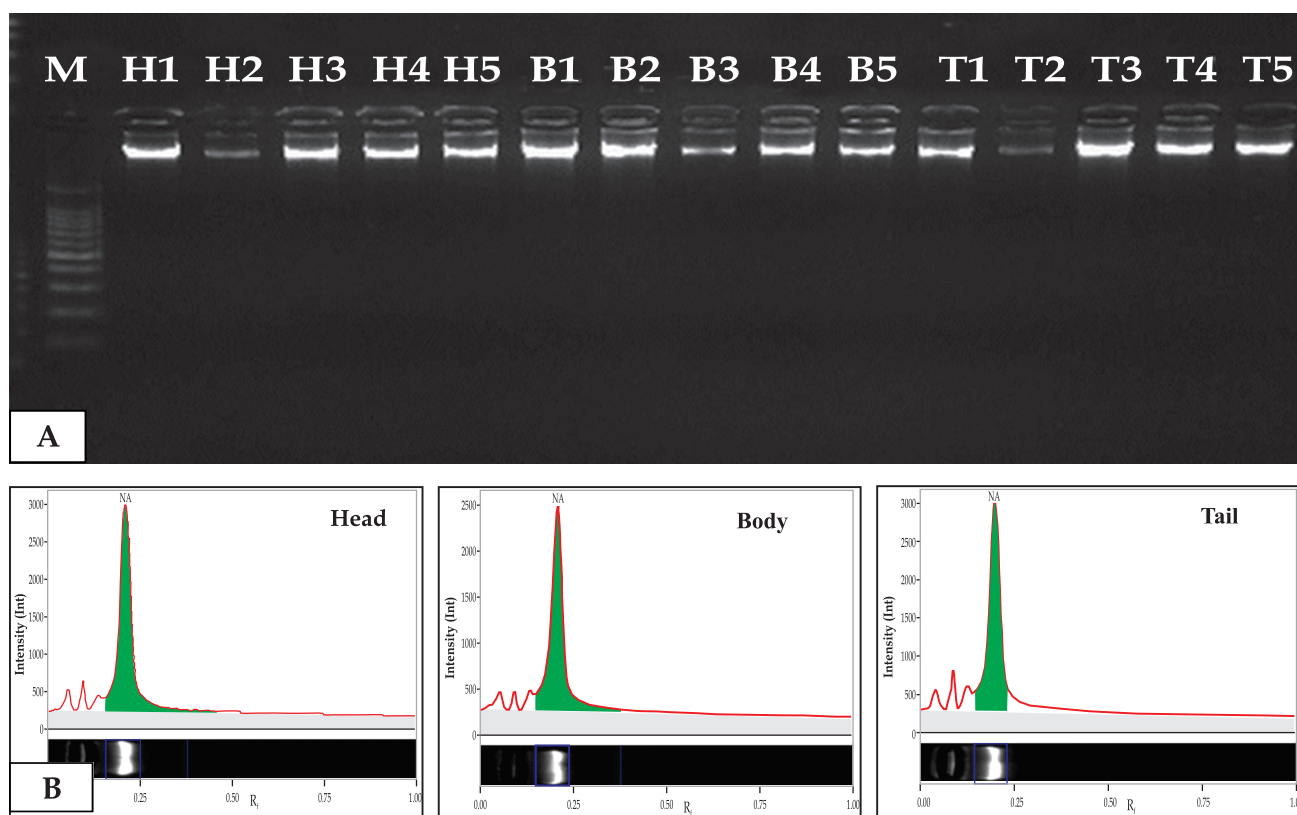 M H1 H2 H3 H4 H5 B1 B2 B3 B4 B5 T1 T2 T3 T4 T5
A
NA
Head
3000
2500
2000
1500
1000
500
0
Intensity (Int)
B
0.25 0.50 0.75 1.00
Rf
NA
Body
2500
2000
1500
1000
500
0
Intensity (Int)
0.00 0.25 0.50 0.75 1.00
Rf
NA
Tail
3000
2500
2000
1500
1000
500
0
Intensity (Int)
0.00 0.25 0.50 0.75 1.0
Rf